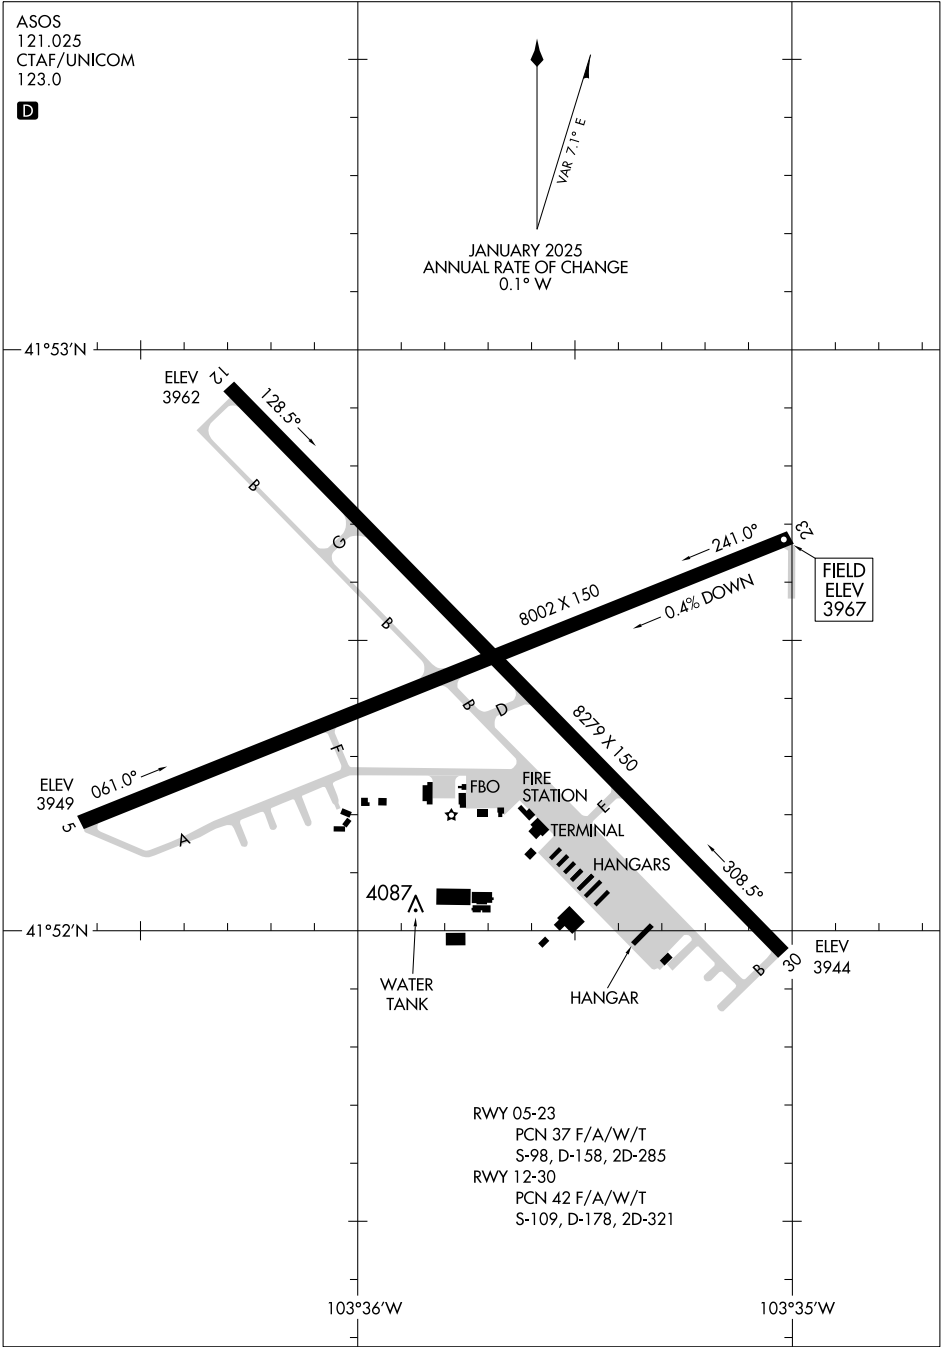 ASOS
121.025
CTAF/UNICOM
123.0
D
VAR 7.1° E
JANUARY 2025
ANNUAL RATE OF CHANGE
0.1° W
41°53'N
ELEV
3962
12
128.5°
B
G
241.0°
23
FIELD
ELEV
3967
8002 X 150
0.4% DOWN
B
B
D
8279 X 150
F
ELEV
3949
061.0°
5
A
FBO
FIRE
STATION
E
TERMINAL
HANGARS
308.5°
4087
41°52'N
WATER
TANK
HANGAR
B
30
ELEV
3944
RWY 05-23
PCN 37 F/A/W/T
S-98, D-158, 2D-285
RWY 12-30
PCN 42 F/A/W/T
S-109, D-178, 2D-321
103°36'W
103°35'W